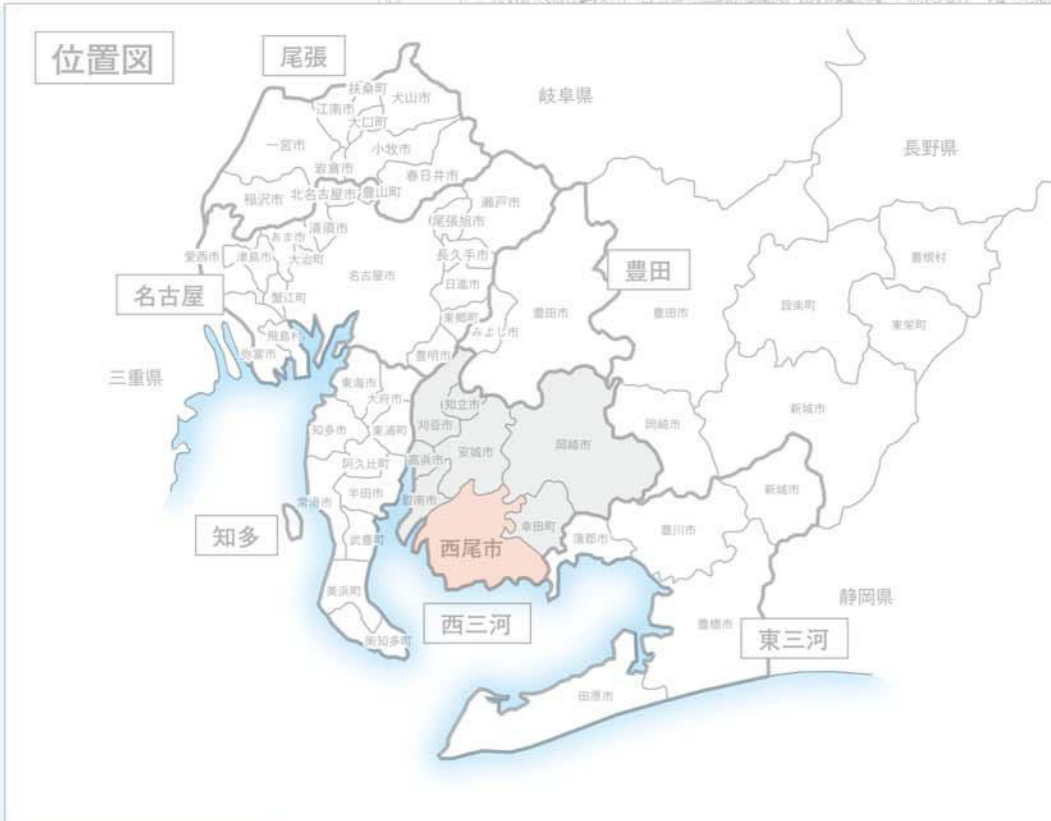 位置図
尾張
扶桑町
犬山市
江南市
大口町
岐阜県
一宮市
小牧市
長野県
岩倉市
春日井市
稲沢市
北名古屋市
豊山町
瀬戸市
清須市
尾張旭市
あま市
愛西市
津島市
大治町
長久手市
豊根村
名古屋市
豊田
名古屋
日進市
蟹江町
設楽町
東郷町
豊田市
豊田市
東栄町
みよし市
飛島村
弥富市
豊明市
三重県
東海市
大府市
知立市
新城市
知多市
東浦町
刈谷市
岡崎市
岡崎市
安城市
高浜市
阿久比町
半田市
新城市
常滑市
碧南市
幸田町
豊川市
知多
武豊町
西尾市
蒲郡市
美浜町
静岡県
西三河
豊橋市
東三河
南知多町
田原市